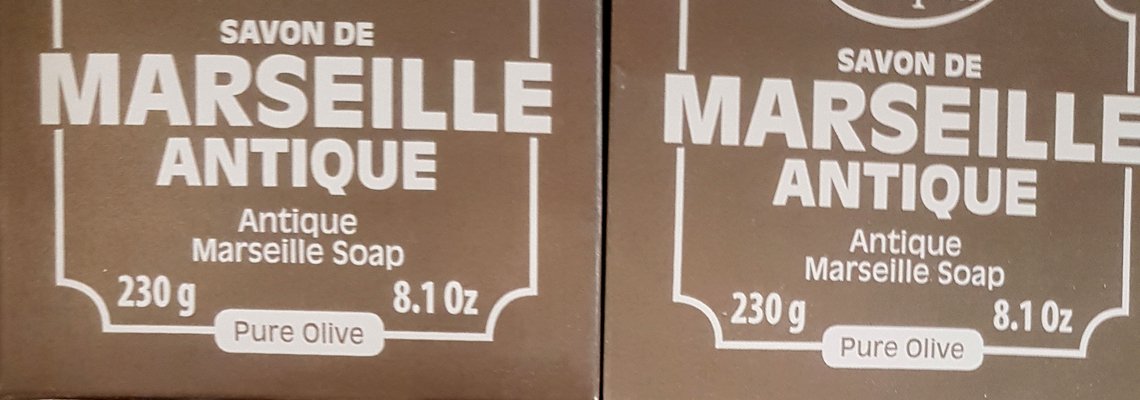 SAVON DE
MARSEILLE
ANTIQUE
Antique
Marseille Soap
230 g 8.1 Oz
Pure Olive
SAVON DE
MARSEILLE
ANTIQUE
Antique
Marseille Soap
230 g 8.1 Oz
Pure Olive